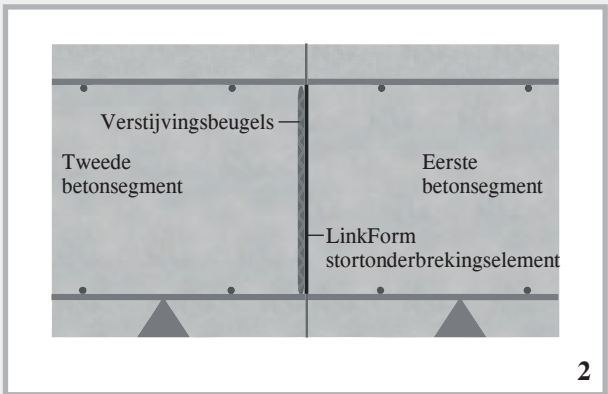 Verstijvingsbeugels
Tweede
betonsegment
Eerste
betonsegment
LinkForm
stortonderbrekingselement
2